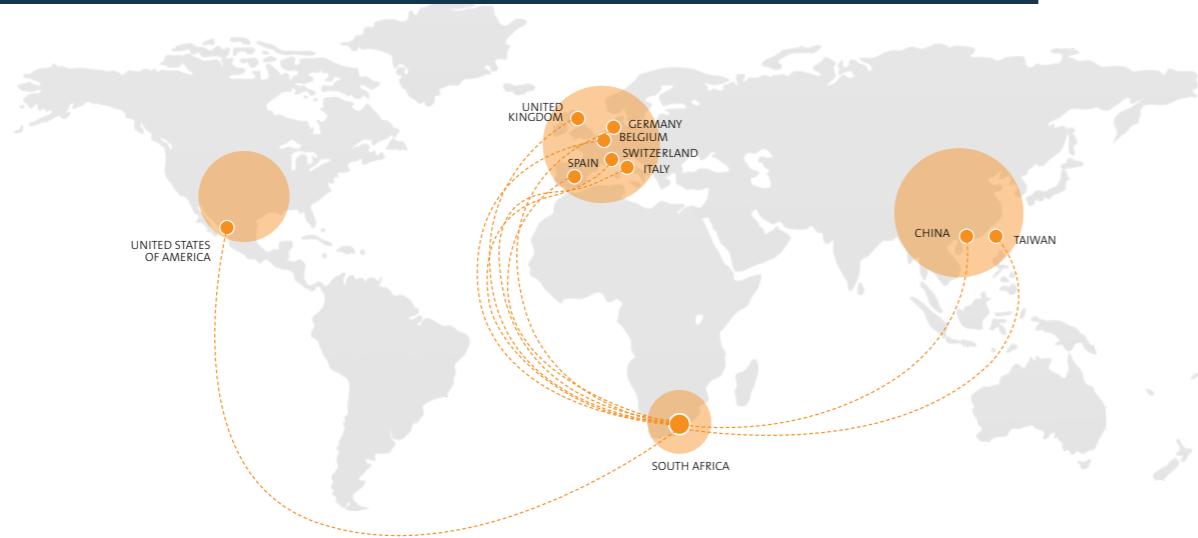 UNITED
KINGDOM
GERMANY
BELGIUM
SWITZERLAND
SPAIN
ITALY
UNITED STATES
OF AMERICA
CHINA
TAIWAN
SOUTH AFRICA